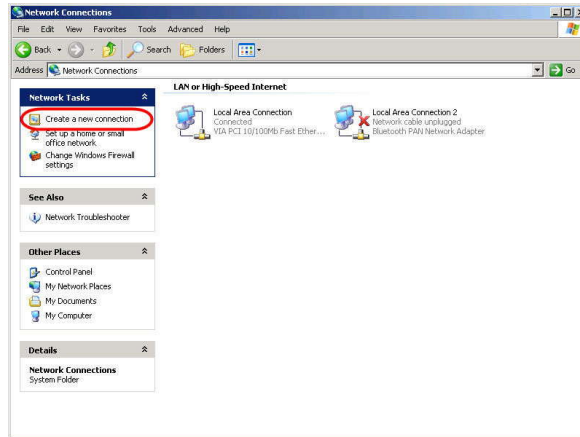 Network Connections
File Edit View Favorites Tools Advanced Help
Back Search Folders
Address Network Connections Go
Network Tasks
Create a new connection
Set up a home or small
office network
Change Windows Firewall
settings
See Also
Network Troubleshooter
Other Places
Control Panel
My Network Places
My Documents
My Computer
Details
Network Connections
System Folder
LAN or High-Speed Internet
Local Area Connection
Connected
VIA PCI 10/100Mb Fast Ether...
Local Area Connection 2
Network cable unplugged
Bluetooth PAN Network Adapter